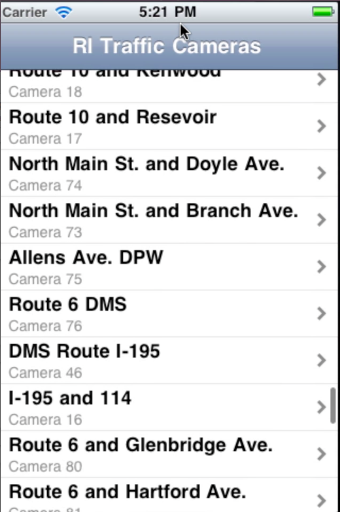 Carrier 5:21 PM
RI Traffic Cameras
Route 10 and Kenwood
Camera 18
Route 10 and Resevoir
Camera 17
North Main St. and Doyle Ave.
Camera 74
North Main St. and Branch Ave.
Camera 73
Allens Ave. DPW
Camera 75
Route 6 DMS
Camera 76
DMS Route I-195
Camera 46
I-195 and 114
Camera 16
Route 6 and Glenbridge Ave.
Camera 80
Route 6 and Hartford Ave.
Camera 81